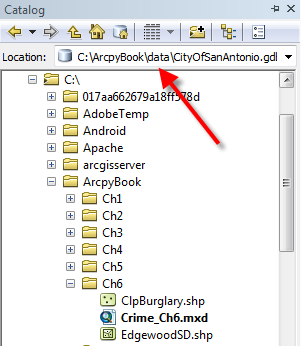 Catalog
Location: C:\ArcpyBook\data\CityOfSanAntonio.gdl
C:\
017aa662679a18ff578d
AdobeTemp
Android
Apache
arcgisserver
ArcpyBook
Ch1
Ch2
Ch3
Ch4
Ch5
Ch6
ClpBurglary.shp
Crime_Ch6.mxd
EdgewoodSD.shp